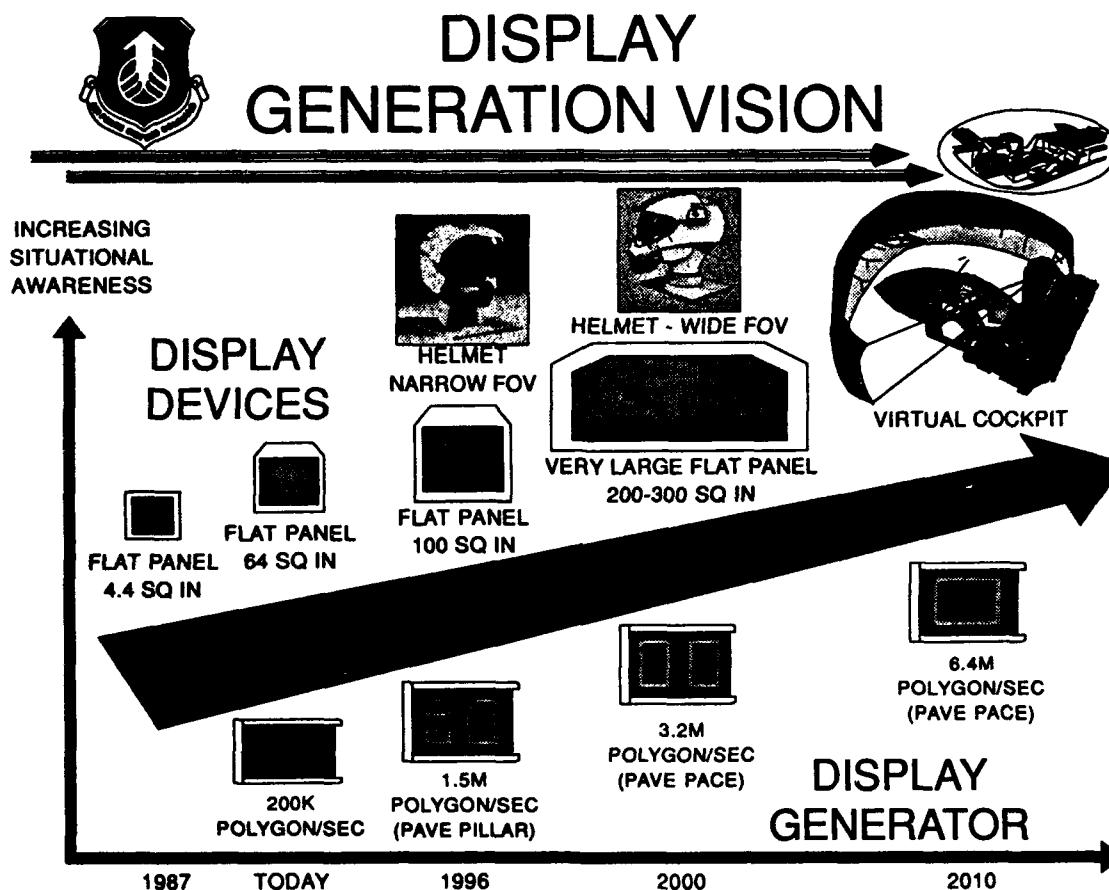 DISPLAY
GENERATION VISION
INCREASING
SITUATIONAL
AWARENESS
DISPLAY
DEVICES
HELMET
NARROW FOV
HELMET - WIDE FOV
VIRTUAL COCKPIT
FLAT PANEL
4.4 SQ IN
FLAT PANEL
64 SQ IN
FLAT PANEL
100 SQ IN
VERY LARGE FLAT PANEL
200-300 SQ IN
200K
POLYGON/SEC
1.5M
POLYGON/SEC
(PAVE PILLAR)
3.2M
POLYGON/SEC
(PAVE PACE)
6.4M
POLYGON/SEC
(PAVE PACE)
DISPLAY
GENERATOR
1987 TODAY 1996 2000 2010